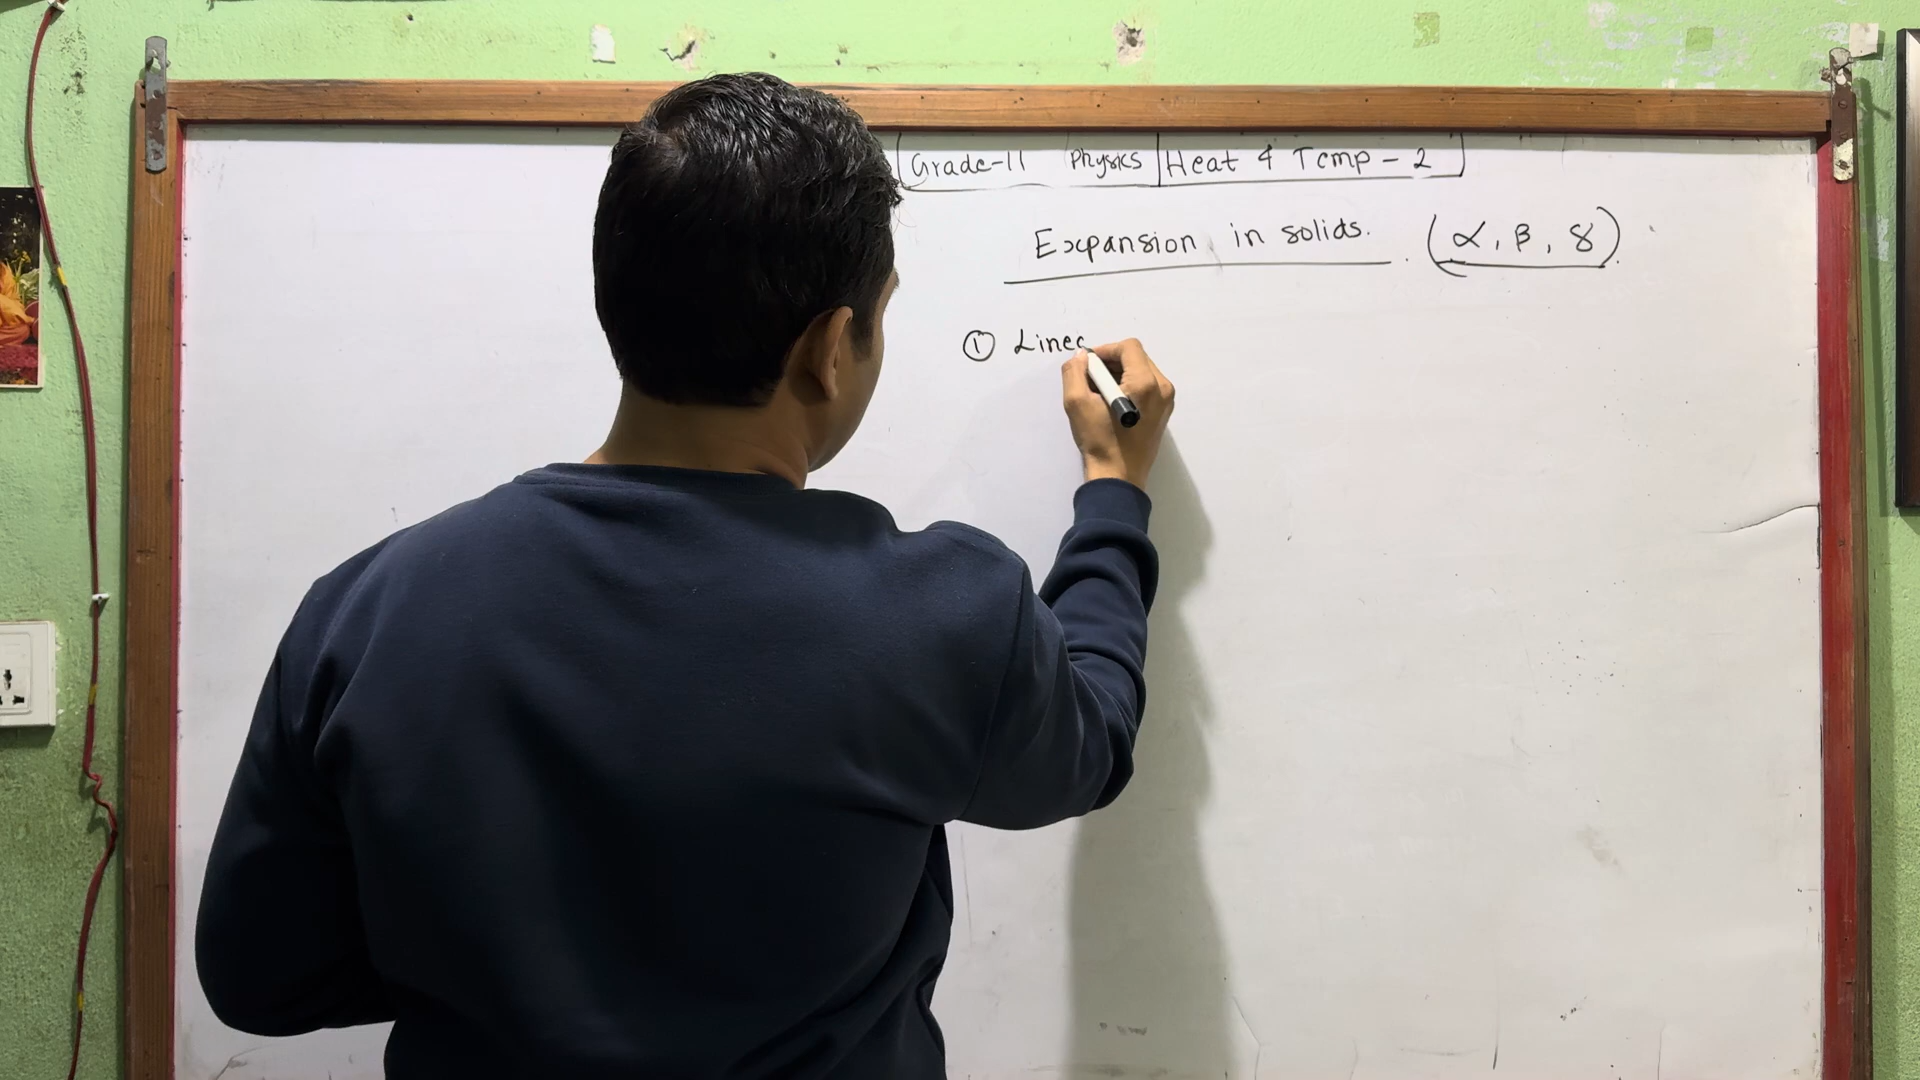 Grade-11 Physics Heat & Temp - 2
Expansion in solids. (α, β, γ)
① Linea